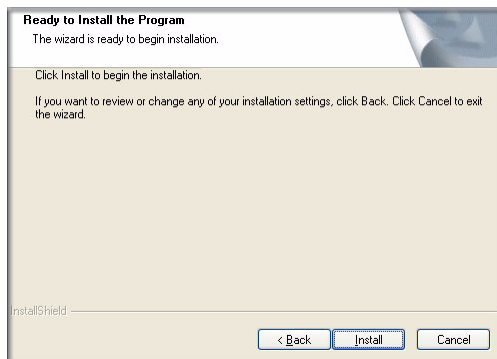 Ready to Install the Program
The wizard is ready to begin installation.
Click Install to begin the installation.
If you want to review or change any of your installation settings, click Back. Click Cancel to exit
the wizard.
InstallShield
< Back
Install
Cancel